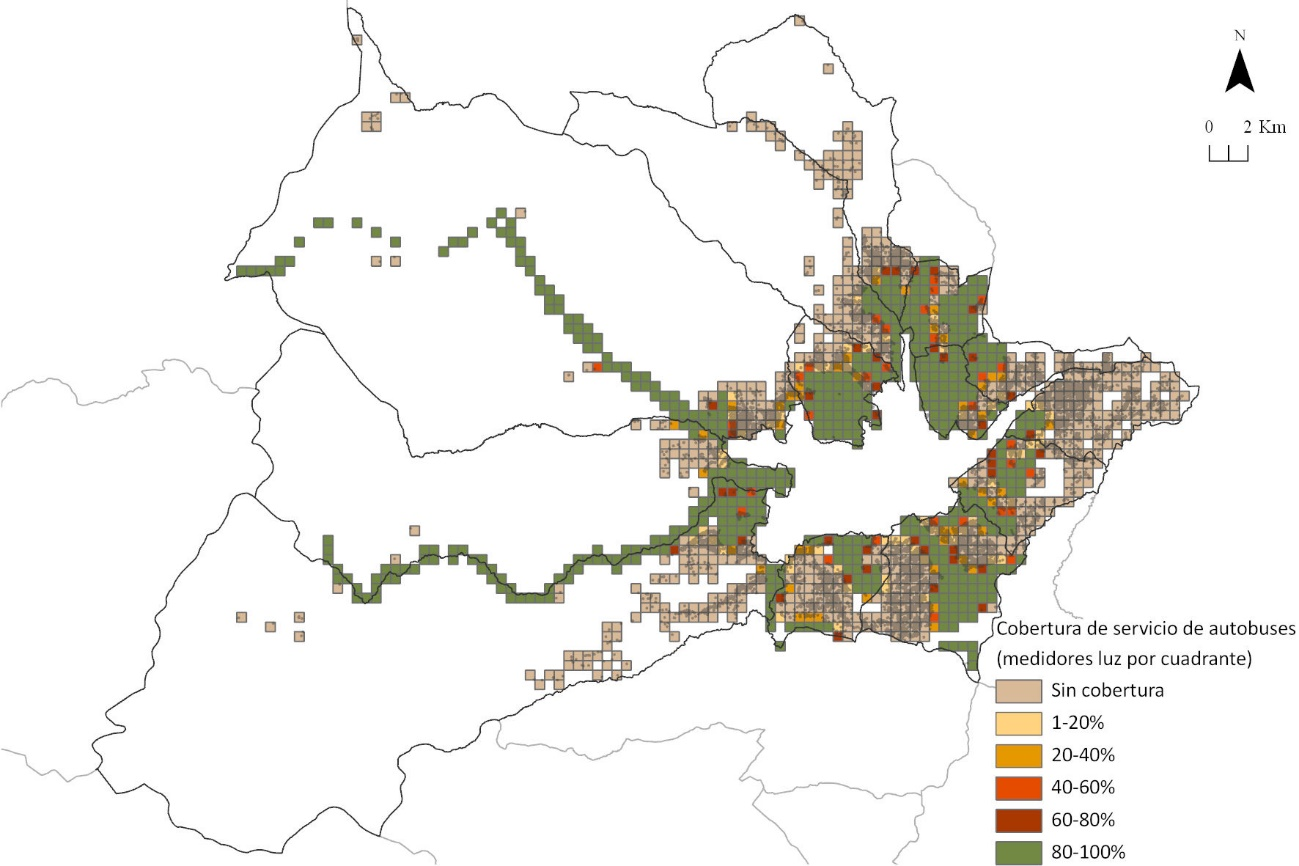 N
0 2 Km
Cobertura de servicio de autobuses
(medidores luz por cuadrante)
Sin cobertura
1-20%
20-40%
40-60%
60-80%
80-100%